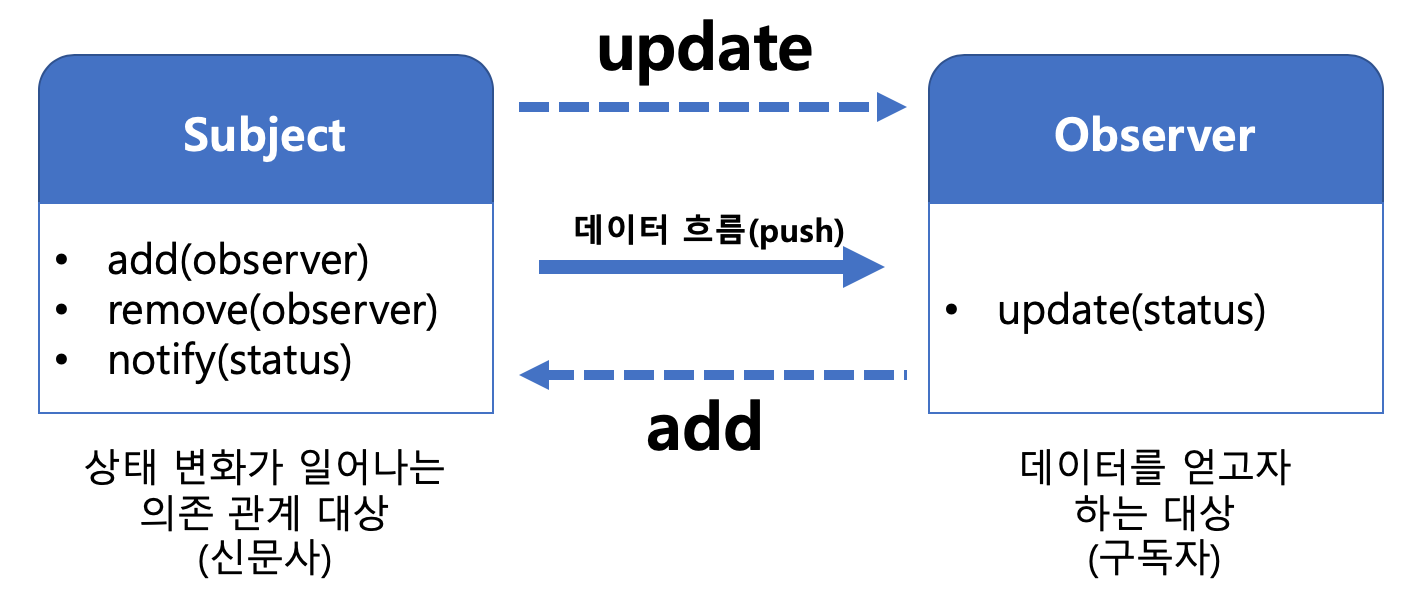 update
Subject
Observer
데이터 흐름(push)
• add(observer)
• remove(observer)
• notify(status)
• update(status)
add
상태 변화가 일어나는
의존 관계 대상
(신문사)
데이터를 얻고자
하는 대상
(구독자)